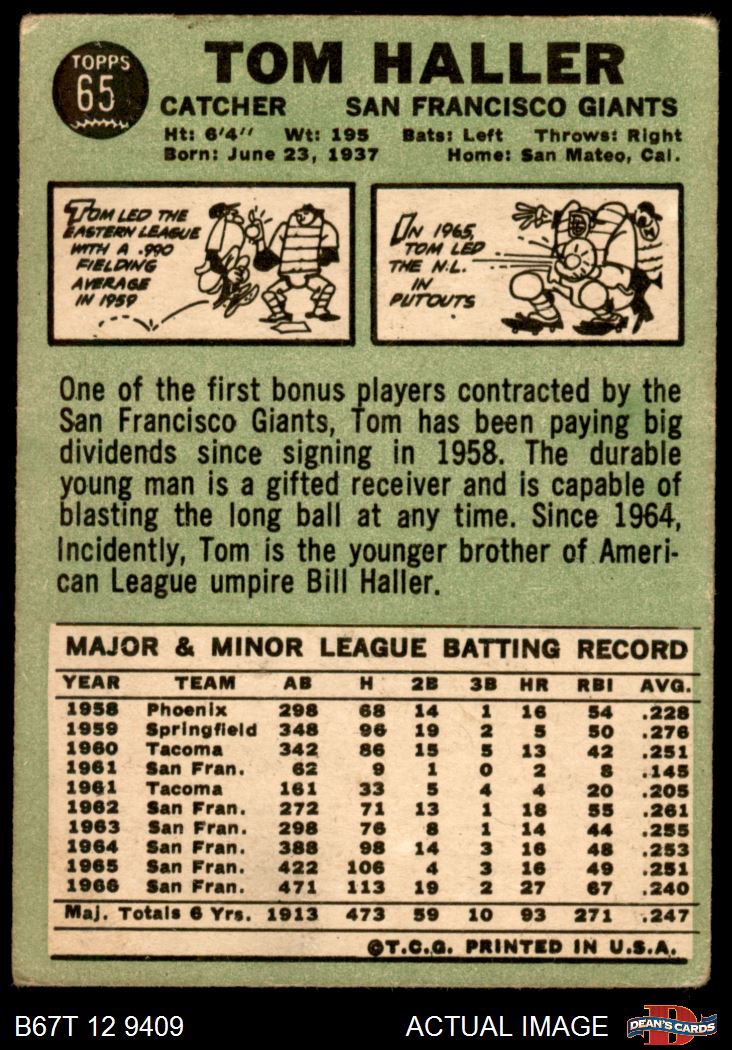 TOPPS
65
TOM HALLER
CATCHER SAN FRANCISCO GIANTS
Ht: 6'4" Wt: 195 Bats: Left Throws: Right
Born: June 23, 1937 Home: San Mateo, Cal.
TOM LED THE
EASTERN LEAGUE
WITH A .990
FIELDING
AVERAGE
IN 1959
IN 1965,
TOM LED
THE N.L.
IN
PUTOUTS
One of the first bonus players contracted by the
San Francisco Giants, Tom has been paying big
dividends since signing in 1958. The durable
young man is a gifted receiver and is capable of
blasting the long ball at any time. Since 1964,
Incidently, Tom is the younger brother of Ameri-
can League umpire Bill Haller.
MAJOR & MINOR LEAGUE BATTING RECORD
YEAR TEAM AB H 2B 3B HR RBI AVG.
1958 Phoenix 298 68 14 1 16 54 .228
1959 Springfield 348 96 19 2 5 50 .276
1960 Tacoma 342 86 15 5 13 42 .251
1961 San Fran. 62 9 1 0 2 8 .145
1961 Tacoma 161 33 5 4 4 20 .205
1962 San Fran. 272 71 13 1 18 55 .261
1963 San Fran. 298 76 8 1 14 44 .255
1964 San Fran. 388 98 14 3 16 48 .253
1965 San Fran. 422 106 4 3 16 49 .251
1966 San Fran. 471 113 19 2 27 67 .240
Maj. Totals 6 Yrs. 1913 473 59 10 93 271 .247
©T.C.G. PRINTED IN U.S.A.
B67T 12 9409 ACTUAL IMAGE
D
DEAN'S CARDS